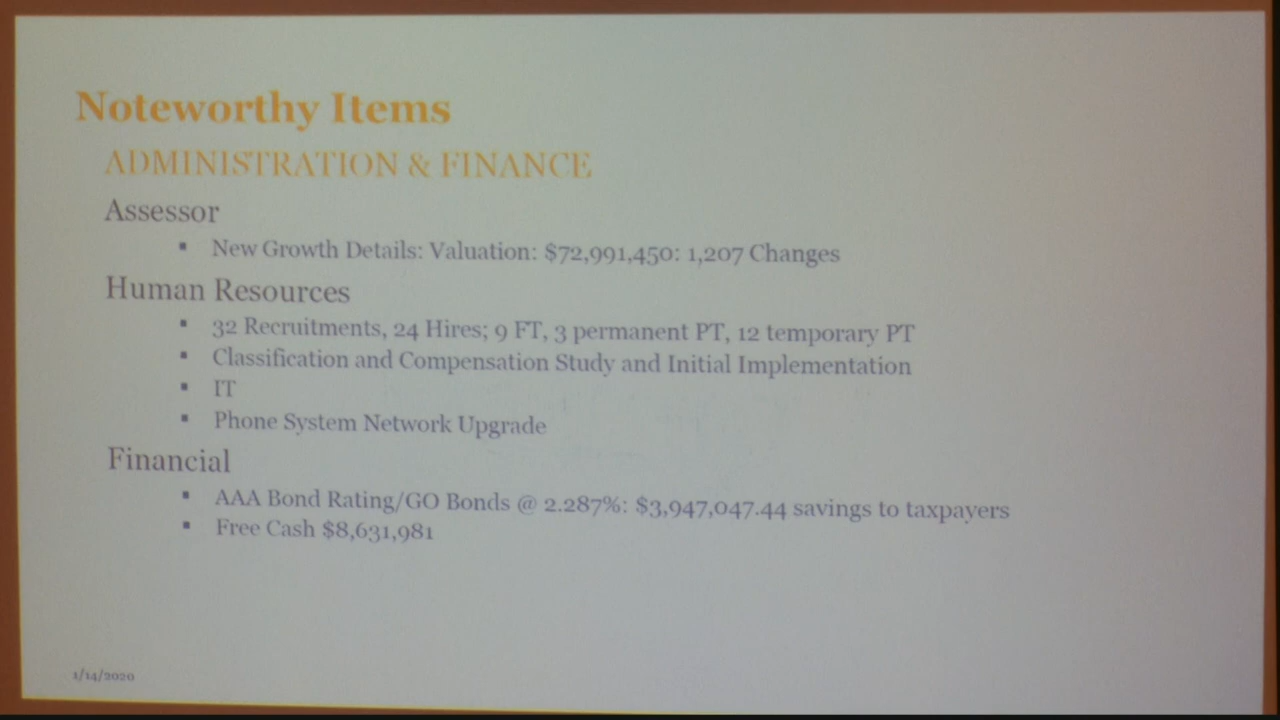 Noteworthy Items
ADMINISTRATION & FINANCE
Assessor
▪ New Growth Details: Valuation: $72,991,450: 1,207 Changes
Human Resources
▪ 32 Recruitments, 24 Hires; 9 FT, 3 permanent PT, 12 temporary PT
▪ Classification and Compensation Study and Initial Implementation
▪ IT
▪ Phone System Network Upgrade
Financial
▪ AAA Bond Rating/GO Bonds @ 2.287%: $3,947,047.44 savings to taxpayers
▪ Free Cash $8,631,981
1/14/2020